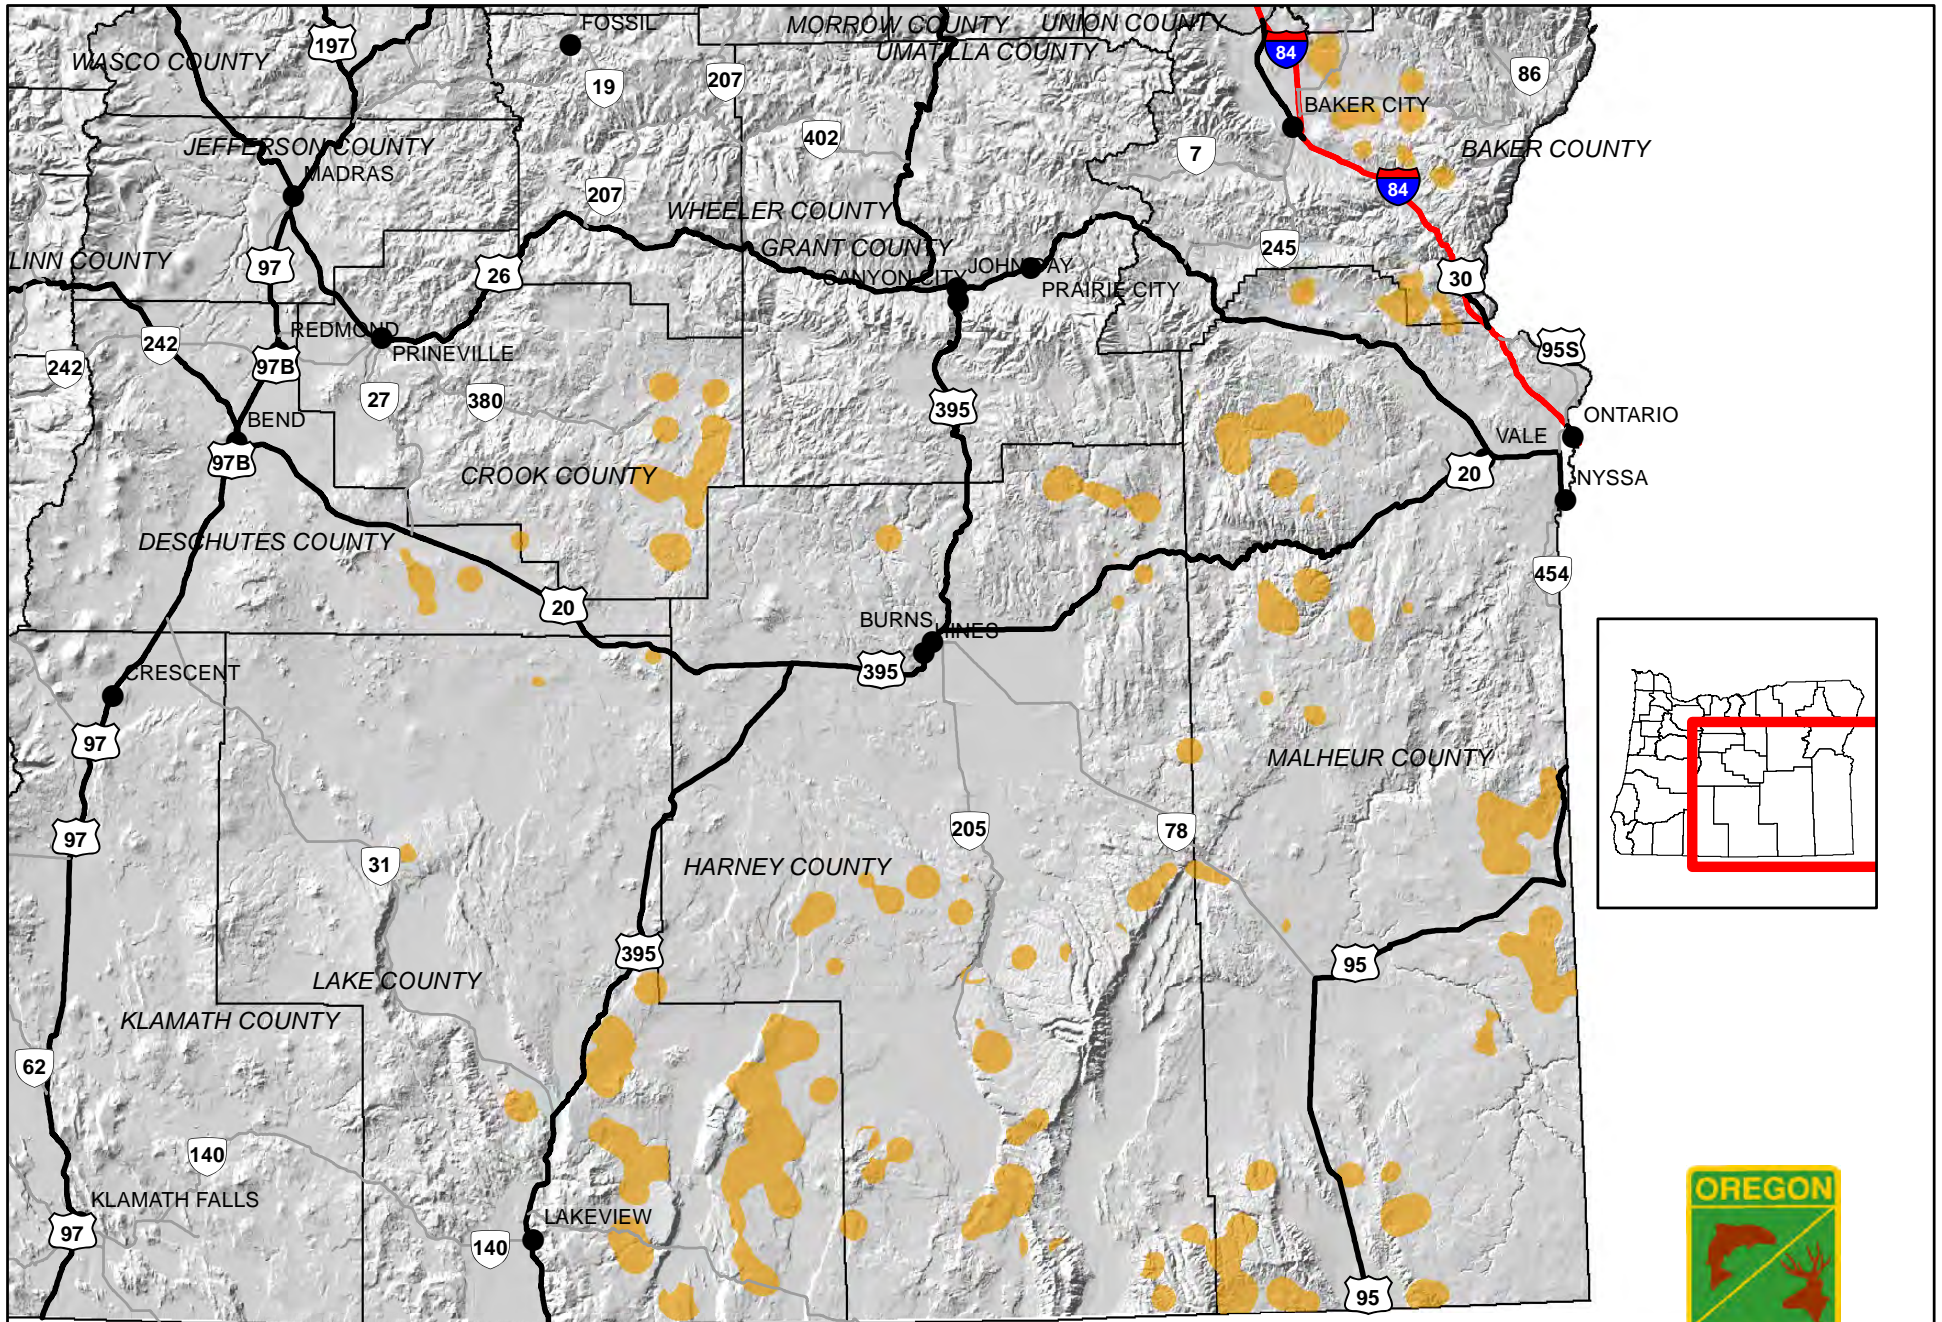 FOSSIL
MORROW COUNTY
UNION COUNTY
UMATILLA COUNTY
WASCO COUNTY
197
84
86
19
207
BAKER CITY
402
7
JEFFERSON COUNTY
BAKER COUNTY
MADRAS
84
207
WHEELER COUNTY
GRANT COUNTY
245
LINN COUNTY
97
26
CANYON CITY
JOHN DAY
PRAIRIE CITY
30
REDMOND
PRINEVILLE
242
242
97B
95S
27
380
395
BEND
ONTARIO
VALE
97B
CROOK COUNTY
20
NYSSA
DESCHUTES COUNTY
454
20
BURNS
HINES
CRESCENT
395
97
MALHEUR COUNTY
97
205
78
31
HARNEY COUNTY
395
95
LAKE COUNTY
KLAMATH COUNTY
62
140
KLAMATH FALLS
OREGON
97
LAKEVIEW
140
95